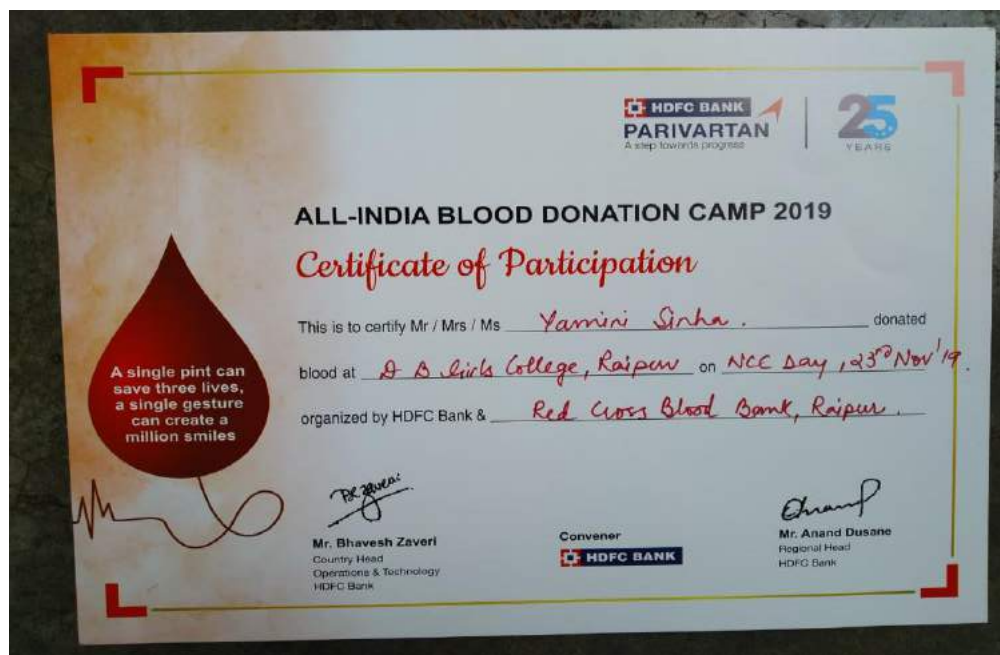 HDFC BANK
PARIVARTAN
A step towards progress
25
YEARS
ALL-INDIA BLOOD DONATION CAMP 2019
Certificate of Participation
This is to certify Mr / Mrs / Ms Yamini Sinha. donated
blood at D B Girls College, Raipur on NCC Day, 23rd Nov'19.
organized by HDFC Bank & Red Cross Blood Bank, Raipur.
A single pint can
save three lives,
a single gesture
can create a
million smiles
Mr. Bhavesh Zaveri
Country Head
Operations & Technology
HDFC Bank
Convener
HDFC BANK
Mr. Anand Dusane
Regional Head
HDFC Bank